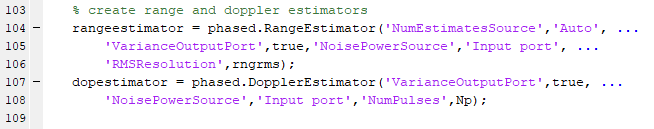 103 % create range and doppler estimators
104 – rangeestimator = phased.RangeEstimator('NumEstimatesSource','Auto', ...
105 'VarianceOutputPort',true,'NoisePowerSource','Input port', ...
106 'RMSResolution',rngrms);
107 – dopestimator = phased.DopplerEstimator('VarianceOutputPort',true, ...
108 'NoisePowerSource','Input port','NumPulses',Np);
109